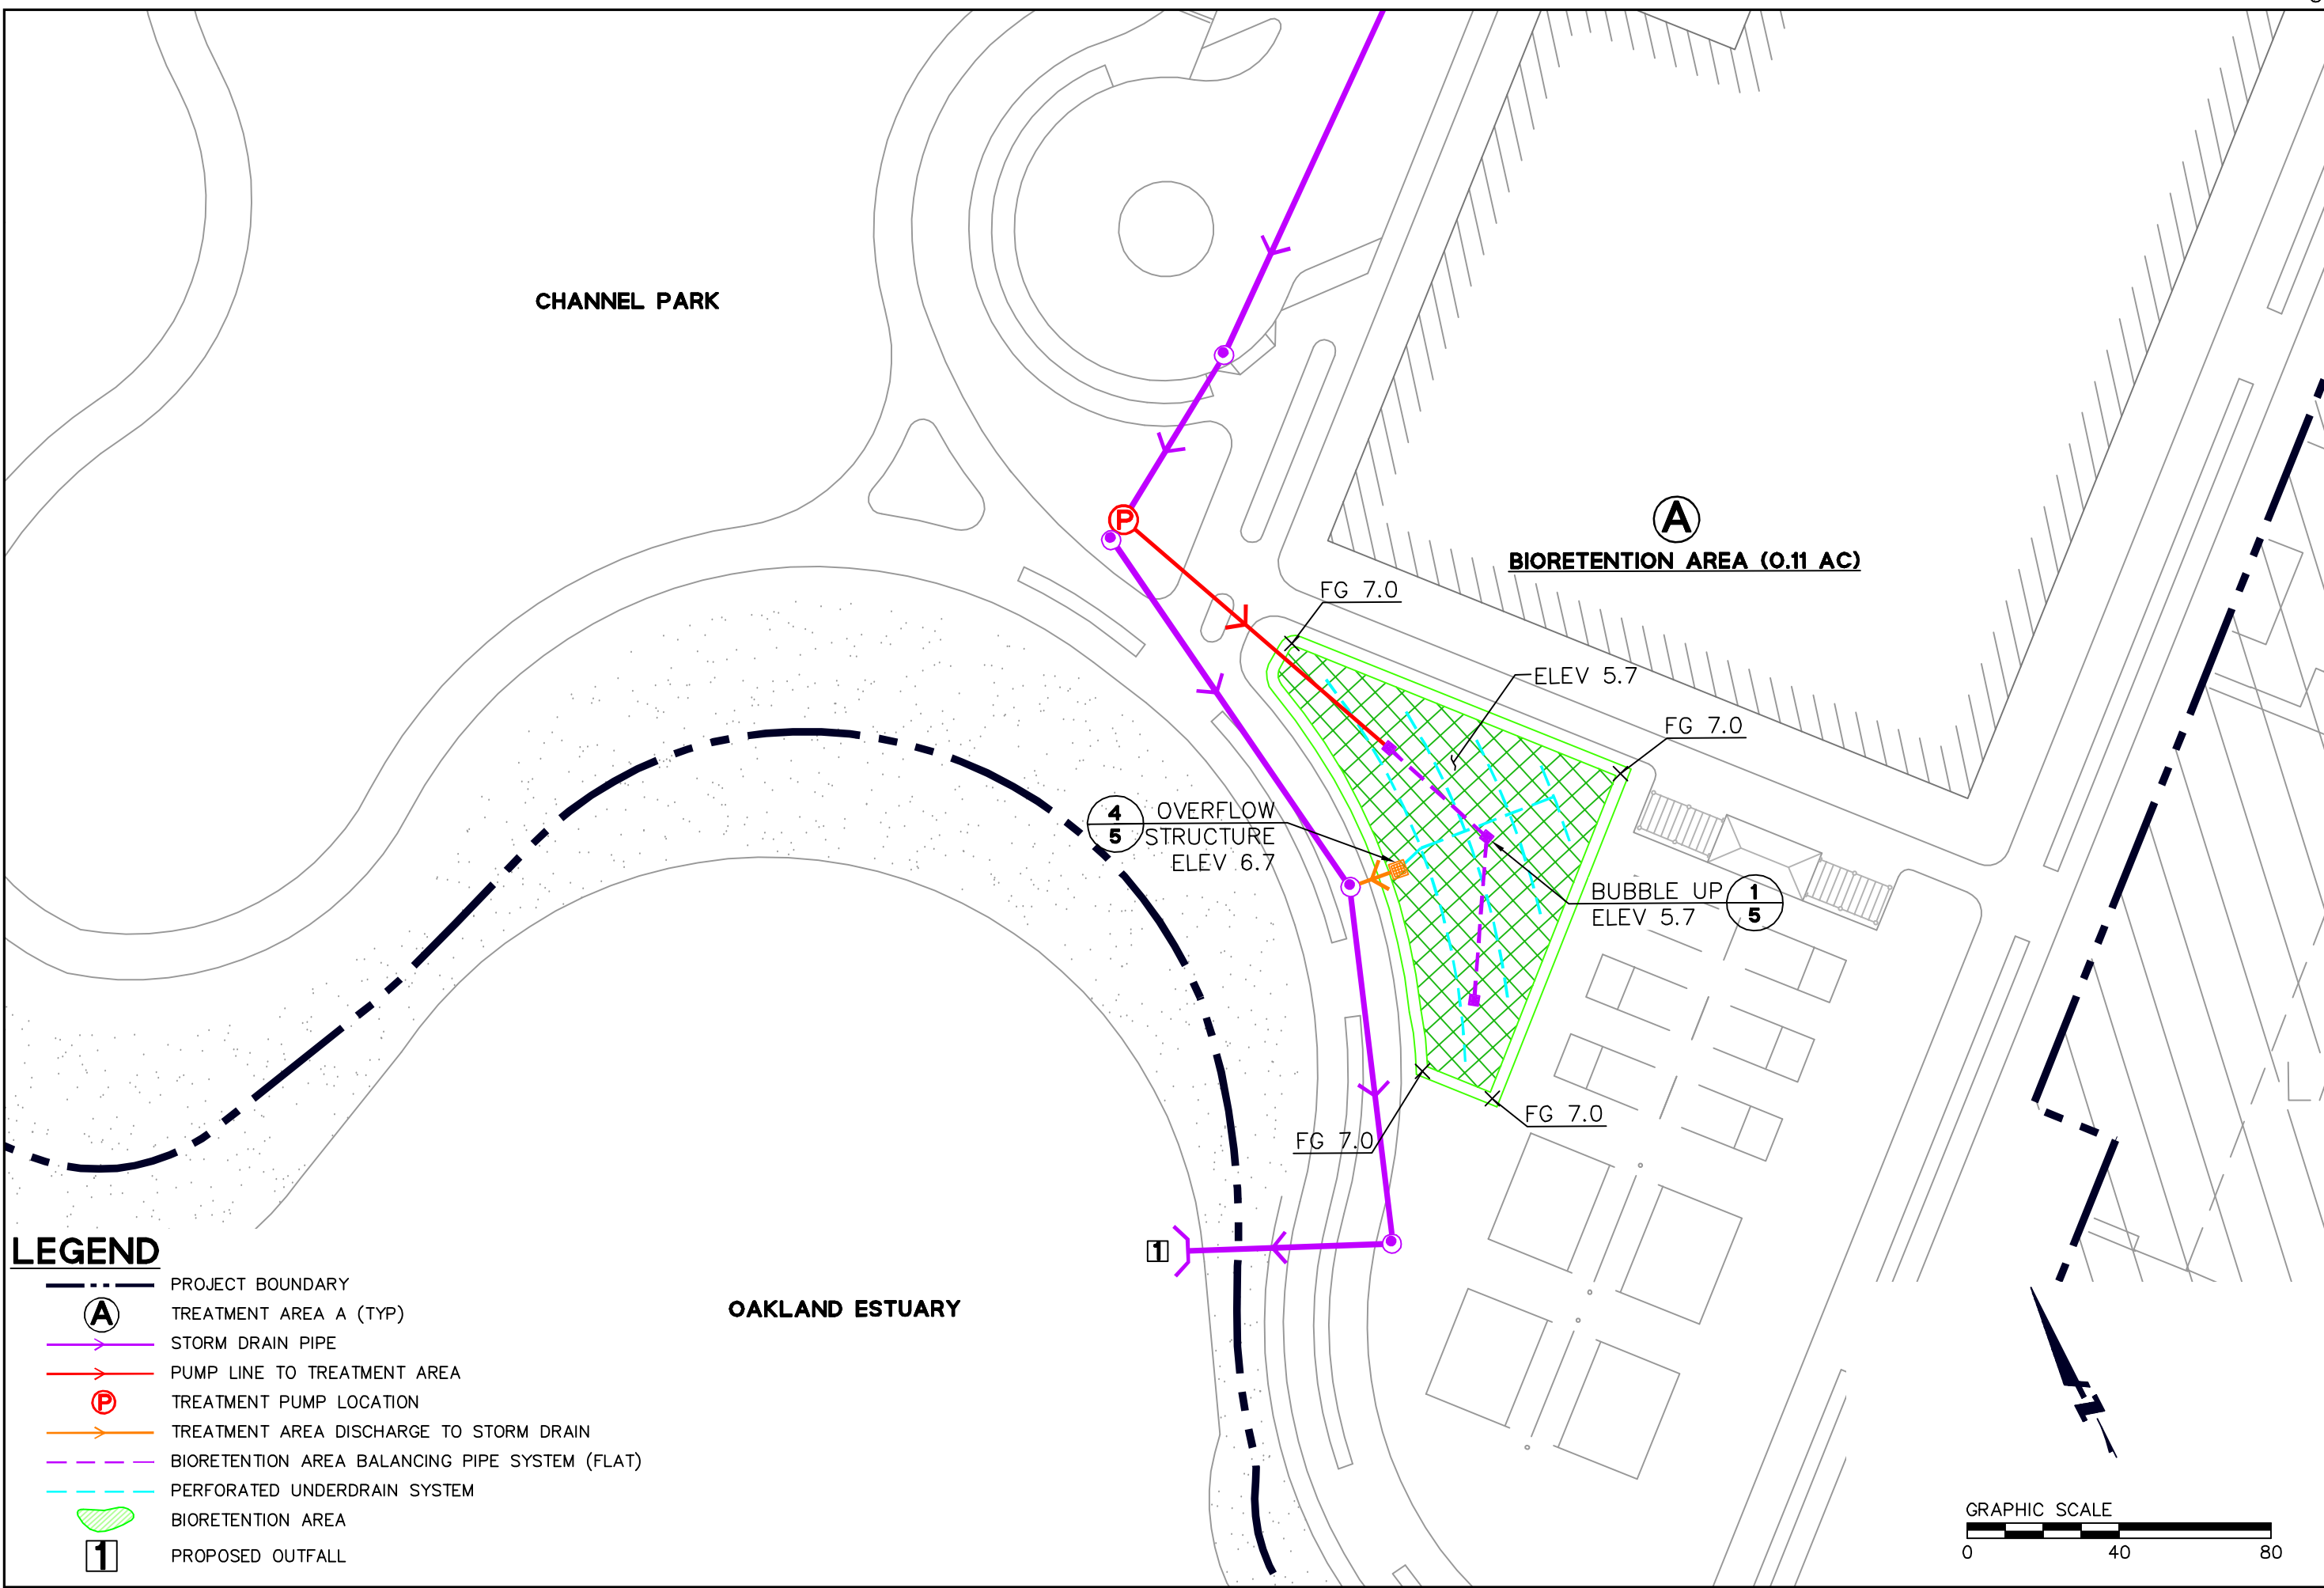 CHANNEL PARK
P
A
BIORETENTION AREA (0.11 AC)
FG 7.0
ELEV 5.7
FG 7.0
4
5
OVERFLOW
STRUCTURE
ELEV 6.7
BUBBLE UP
ELEV 5.7
1
5
FG 7.0
FG 7.0
1
OAKLAND ESTUARY
LEGEND
PROJECT BOUNDARY
A TREATMENT AREA A (TYP)
STORM DRAIN PIPE
PUMP LINE TO TREATMENT AREA
P TREATMENT PUMP LOCATION
TREATMENT AREA DISCHARGE TO STORM DRAIN
BIORETENTION AREA BALANCING PIPE SYSTEM (FLAT)
PERFORATED UNDERDRAIN SYSTEM
BIORETENTION AREA
1 PROPOSED OUTFALL
N
GRAPHIC SCALE
0 40 80